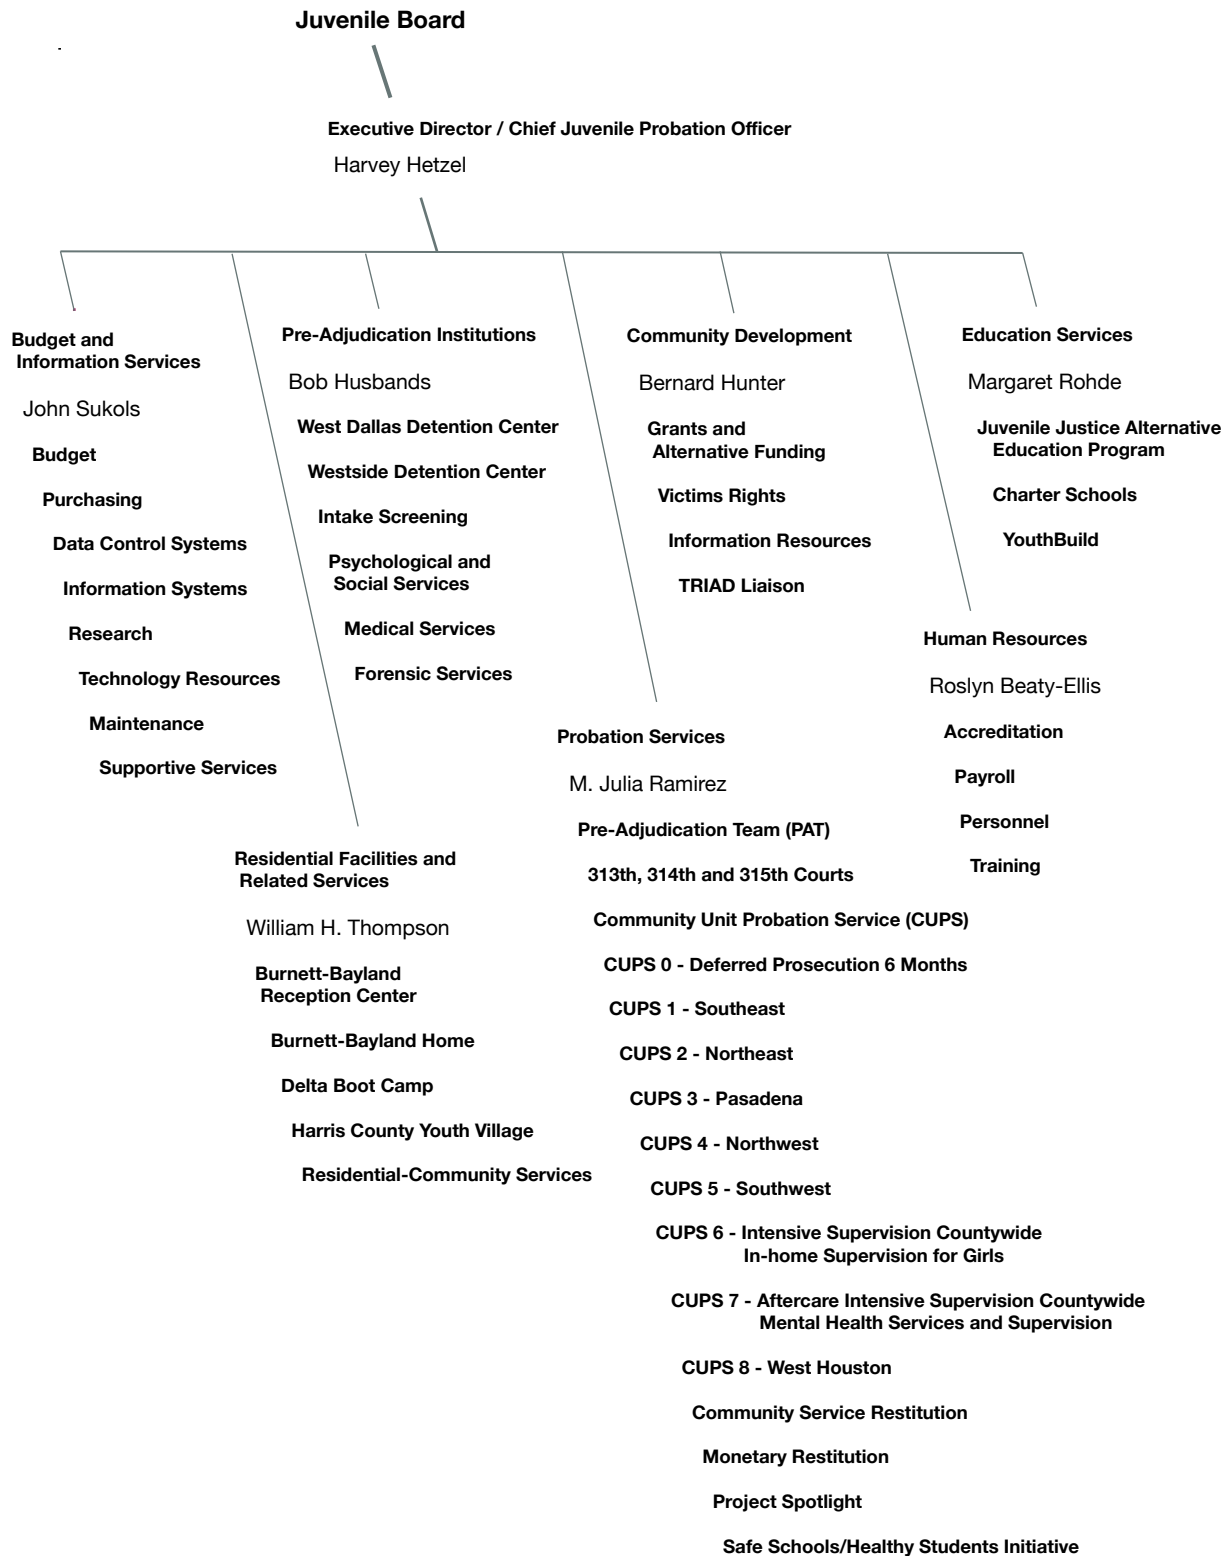 Juvenile Board
Executive Director / Chief Juvenile Probation Officer
Harvey Hetzel
Budget and
Information Services
John Sukols
Budget
Purchasing
Data Control Systems
Information Systems
Research
Technology Resources
Maintenance
Supportive Services
Residential Facilities and
Related Services
William H. Thompson
Burnett-Bayland
Reception Center
Burnett-Bayland Home
Delta Boot Camp
Harris County Youth Village
Residential-Community Services
Pre-Adjudication Institutions
Bob Husbands
West Dallas Detention Center
Westside Detention Center
Intake Screening
Psychological and
Social Services
Medical Services
Forensic Services
Probation Services
M. Julia Ramirez
Pre-Adjudication Team (PAT)
313th, 314th and 315th Courts
Community Unit Probation Service (CUPS)
CUPS 0 - Deferred Prosecution 6 Months
CUPS 1 - Southeast
CUPS 2 - Northeast
CUPS 3 - Pasadena
CUPS 4 - Northwest
CUPS 5 - Southwest
CUPS 6 - Intensive Supervision Countywide
In-home Supervision for Girls
CUPS 7 - Aftercare Intensive Supervision Countywide
Mental Health Services and Supervision
CUPS 8 - West Houston
Community Service Restitution
Monetary Restitution
Project Spotlight
Safe Schools/Healthy Students Initiative
Community Development
Bernard Hunter
Grants and
Alternative Funding
Victims Rights
Information Resources
TRIAD Liaison
Human Resources
Roslyn Beaty-Ellis
Accreditation
Payroll
Personnel
Training
Education Services
Margaret Rohde
Juvenile Justice Alternative
Education Program
Charter Schools
YouthBuild